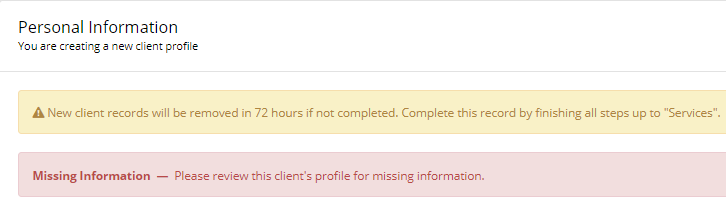 Personal Information
You are creating a new client profile
New client records will be removed in 72 hours if not completed. Complete this record by finishing all steps up to "Services".
Missing Information — Please review this client's profile for missing information.